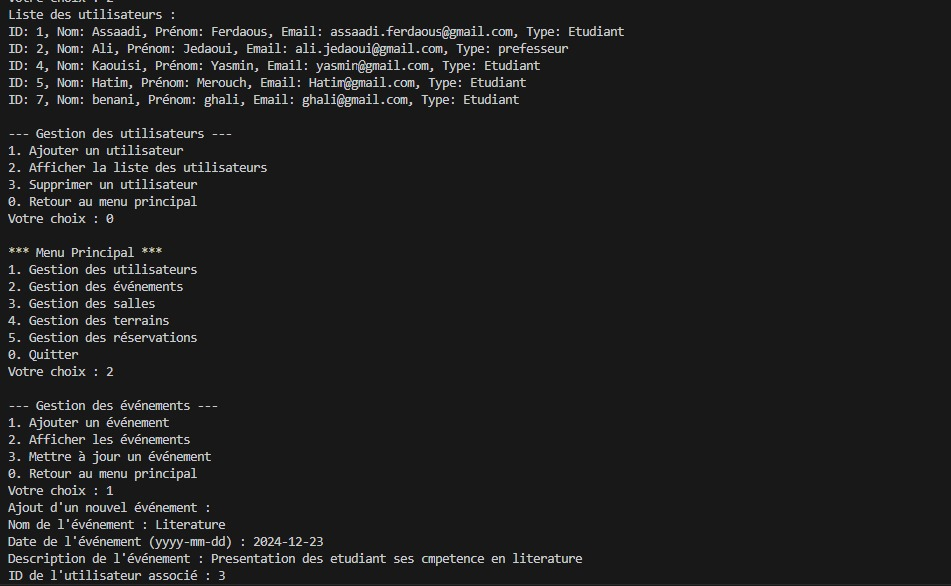 Votre choix : 2
Liste des utilisateurs :
ID: 1, Nom: Assaadi, Prénom: Ferdaous, Email: assaadi.ferdaous@gmail.com, Type: Etudiant
ID: 2, Nom: Ali, Prénom: Jedaoui, Email: ali.jedaoui@gmail.com, Type: prefesseur
ID: 4, Nom: Kaouisi, Prénom: Yasmin, Email: yasmin@gmail.com, Type: Etudiant
ID: 5, Nom: Hatim, Prénom: Merouch, Email: Hatim@gmail.com, Type: Etudiant
ID: 7, Nom: benani, Prénom: ghali, Email: ghali@gmail.com, Type: Etudiant
--- Gestion des utilisateurs ---
1. Ajouter un utilisateur
2. Afficher la liste des utilisateurs
3. Supprimer un utilisateur
0. Retour au menu principal
Votre choix : 0
*** Menu Principal ***
1. Gestion des utilisateurs
2. Gestion des événements
3. Gestion des salles
4. Gestion des terrains
5. Gestion des réservations
0. Quitter
Votre choix : 2
--- Gestion des événements ---
1. Ajouter un événement
2. Afficher les événements
3. Mettre à jour un événement
0. Retour au menu principal
Votre choix : 1
Ajout d'un nouvel événement :
Nom de l'événement : Literature
Date de l'événement (yyyy-mm-dd) : 2024-12-23
Description de l'événement : Presentation des etudiant ses cmpetence en literature
ID de l'utilisateur associé : 3